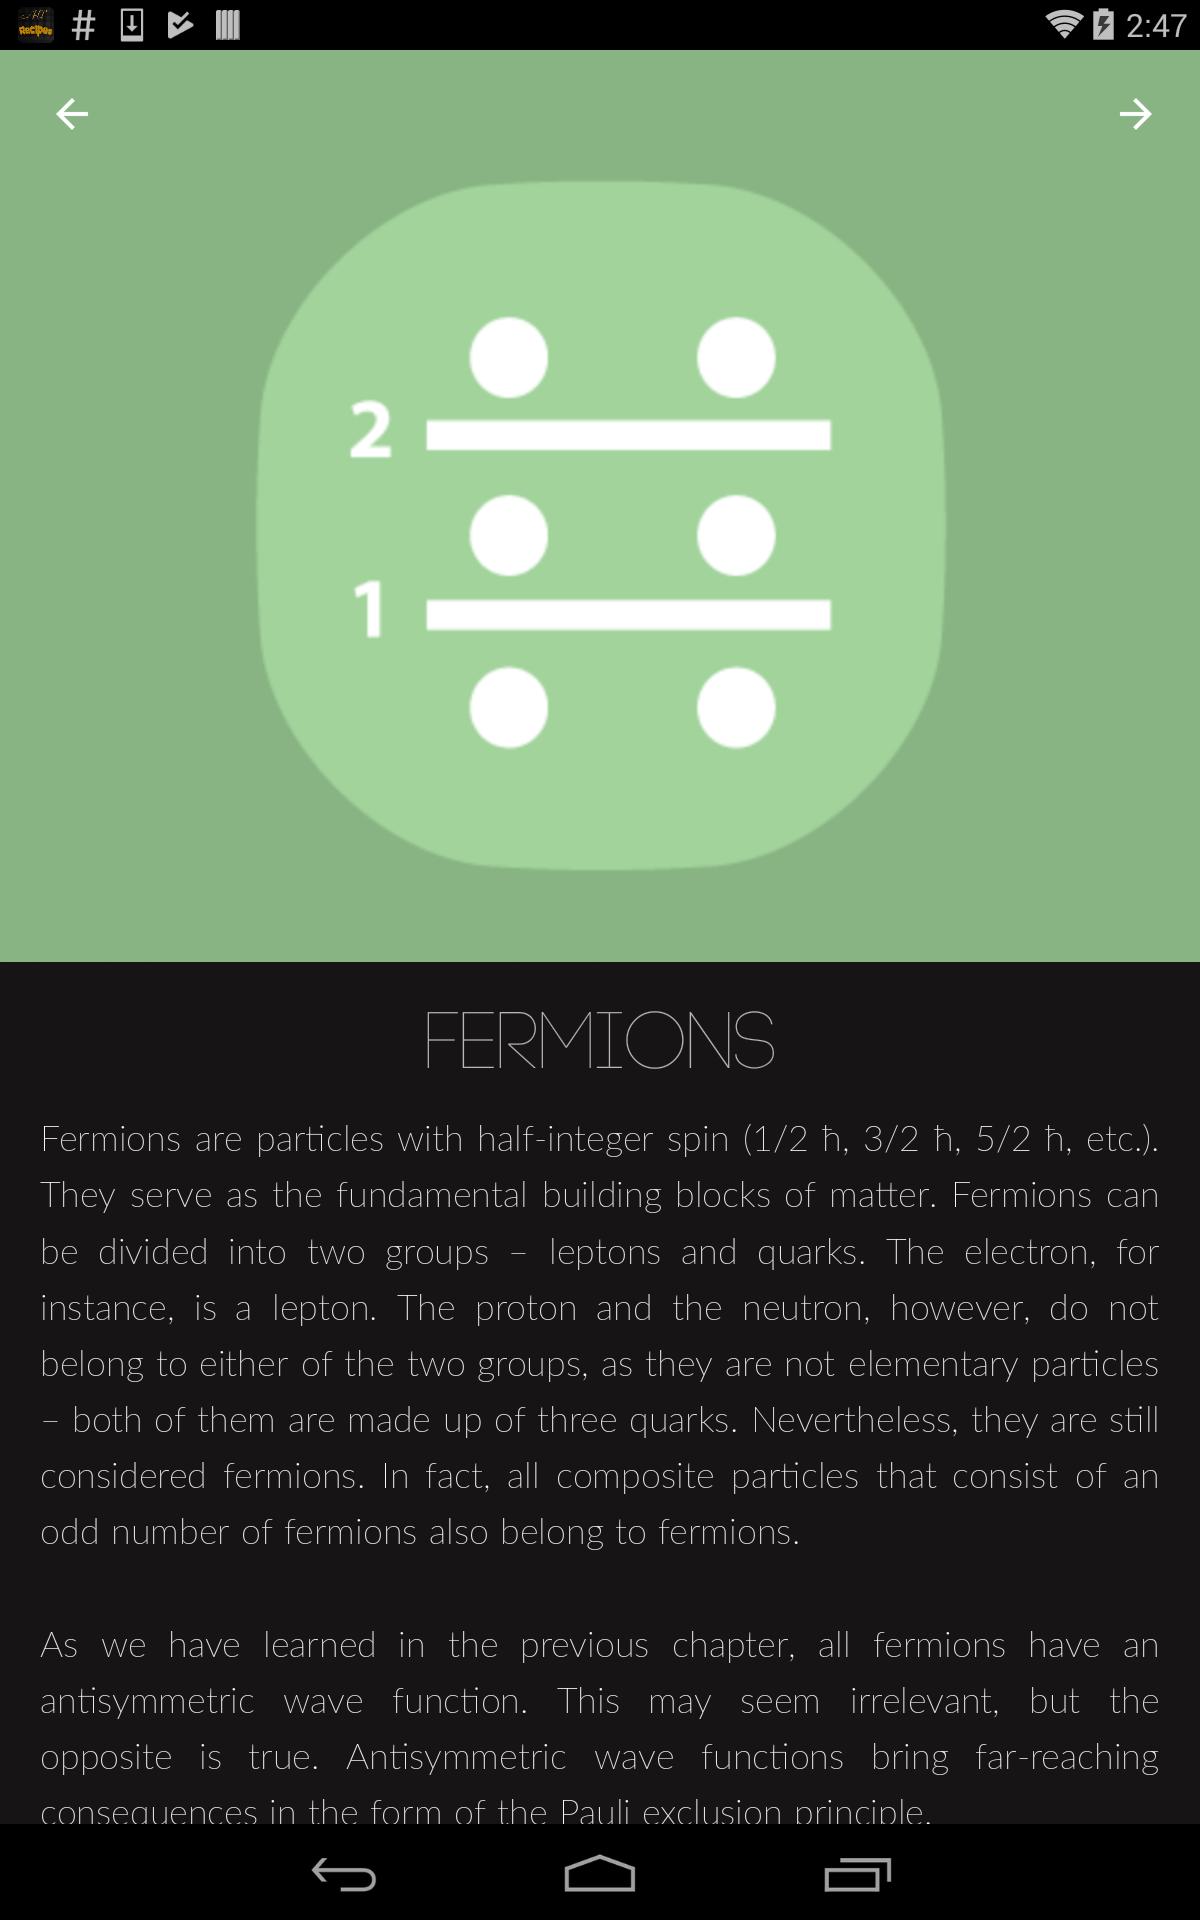 Recipes
2:47
2
1
FERMIONS
Fermions are particles with half-integer spin (1/2 ħ, 3/2 ħ, 5/2 ħ, etc.).
They serve as the fundamental building blocks of matter. Fermions can
be divided into two groups – leptons and quarks. The electron, for
instance, is a lepton. The proton and the neutron, however, do not
belong to either of the two groups, as they are not elementary particles
– both of them are made up of three quarks. Nevertheless, they are still
considered fermions. In fact, all composite particles that consist of an
odd number of fermions also belong to fermions.
As we have learned in the previous chapter, all fermions have an
antisymmetric wave function. This may seem irrelevant, but the
opposite is true. Antisymmetric wave functions bring far-reaching
consequences in the form of the Pauli exclusion principle.